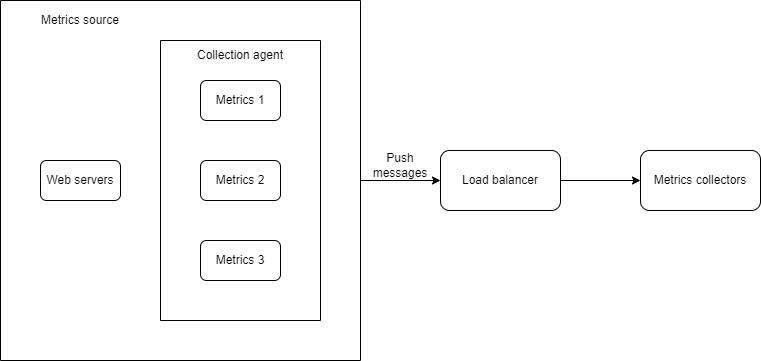 Metrics source
Collection agent
Metrics 1
Web servers
Metrics 2
Metrics 3
Push
messages
Load balancer
Metrics collectors